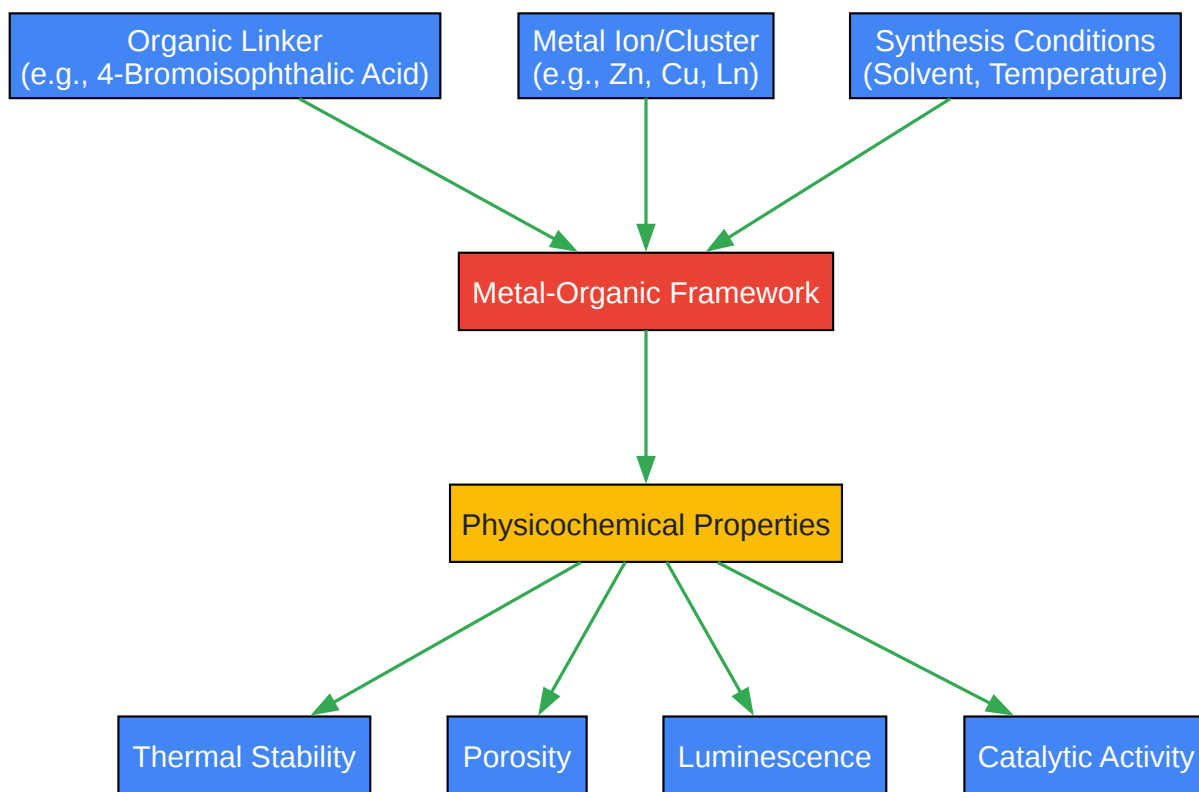 Organic Linker
(e.g., 4-Bromoisophthalic Acid)
Metal Ion/Cluster
(e.g., Zn, Cu, Ln)
Synthesis Conditions
(Solvent, Temperature)
Metal-Organic Framework
Physicochemical Properties
Thermal Stability
Porosity
Luminescence
Catalytic Activity